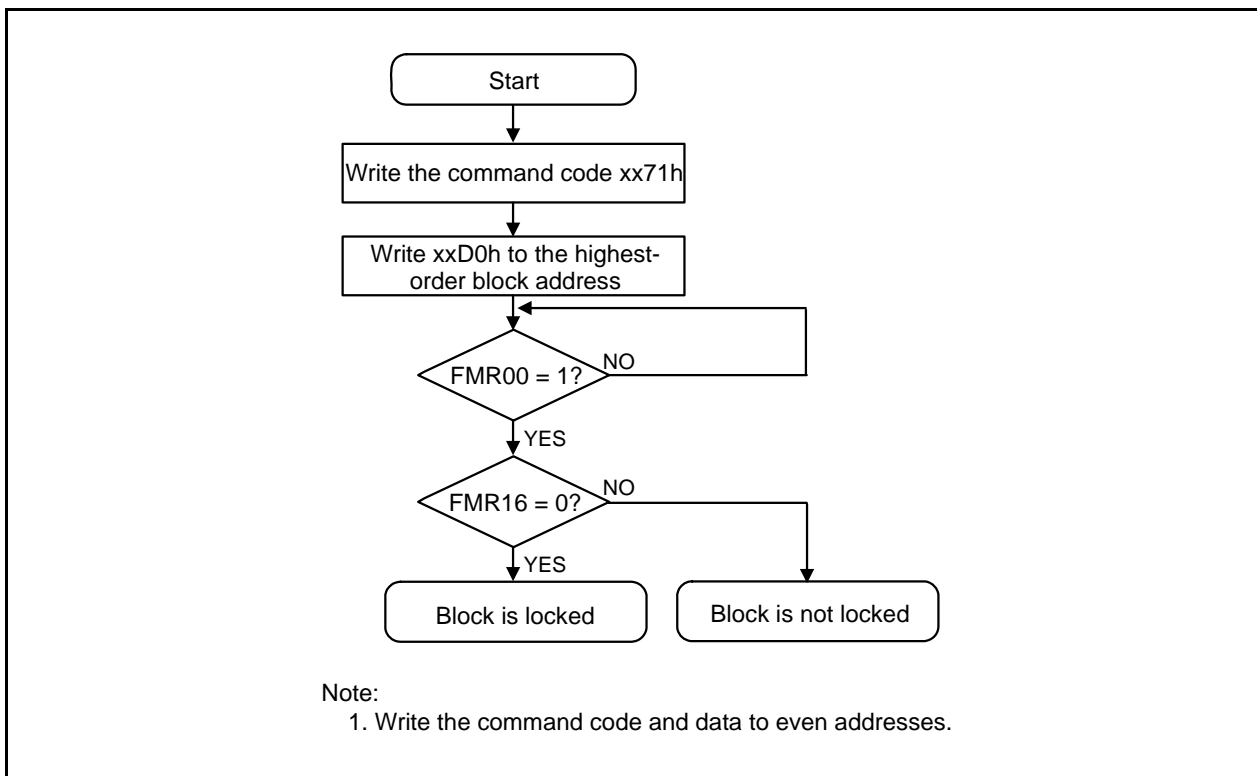 Start
Write the command code xx71h
Write xxD0h to the highest-
order block address
FMR00 = 1?
NO
YES
FMR16 = 0?
NO
YES
Block is locked
Block is not locked
Note:
1. Write the command code and data to even addresses.